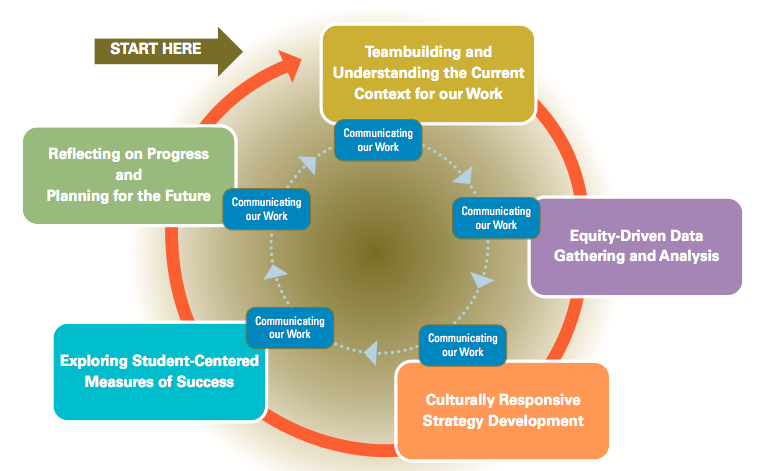 START HERE
Teambuilding and
Understanding the Current
Context for our Work
Communicating
our Work
Equity-Driven Data
Gathering and Analysis
Communicating
our Work
Culturally Responsive
Strategy Development
Communicating
our Work
Exploring Student-Centered
Measures of Success
Communicating
our Work
Reflecting on Progress
and
Planning for the Future
Communicating
our Work